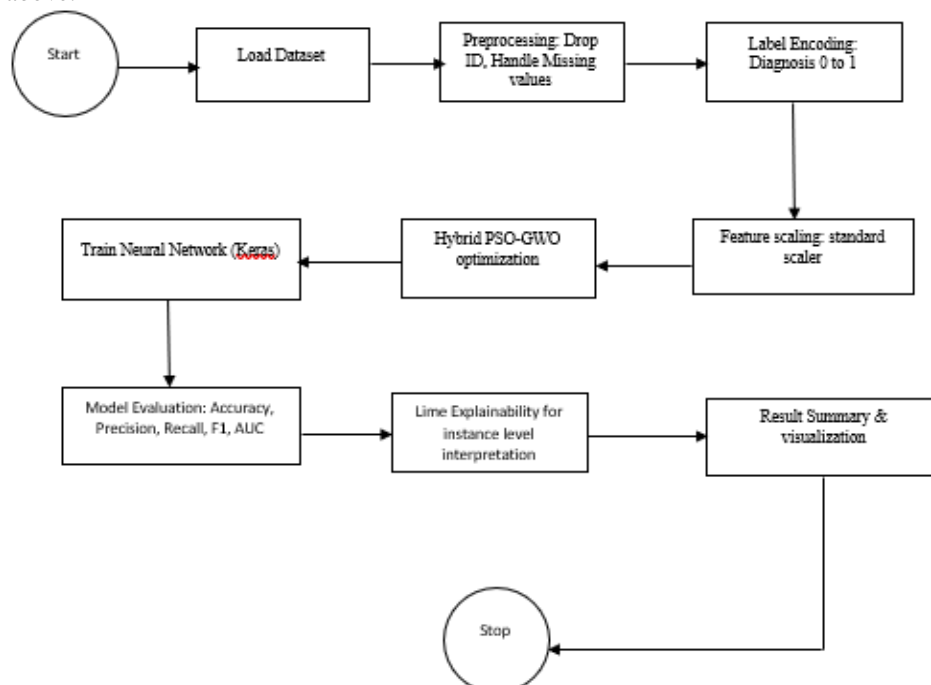 Start
Load Dataset
Preprocessing: Drop
ID, Handle Missing
values
Label Encoding:
Diagnosis 0 to 1
Feature scaling: standard
scaler
Hybrid PSO-GWO
optimization
Train Neural Network (Keras)
Model Evaluation: Accuracy,
Precision, Recall, F1, AUC
Lime Explainability for
instance level
interpretation
Result Summary &
visualization
Stop